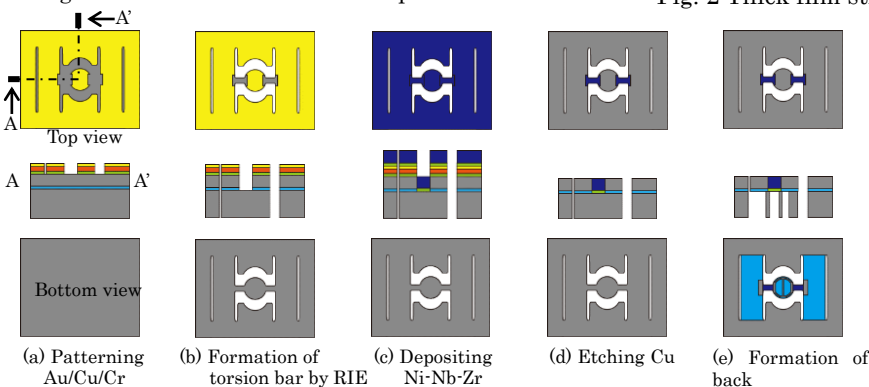 Fig. 2 Thick film st
A'
A
Top view
A
A'
Bottom view
(a) Patterning
Au/Cu/Cr
(b) Formation of
torsion bar by RIE
(c) Depositing
Ni-Nb-Zr
(d) Etching Cu
(e) Formation of
back